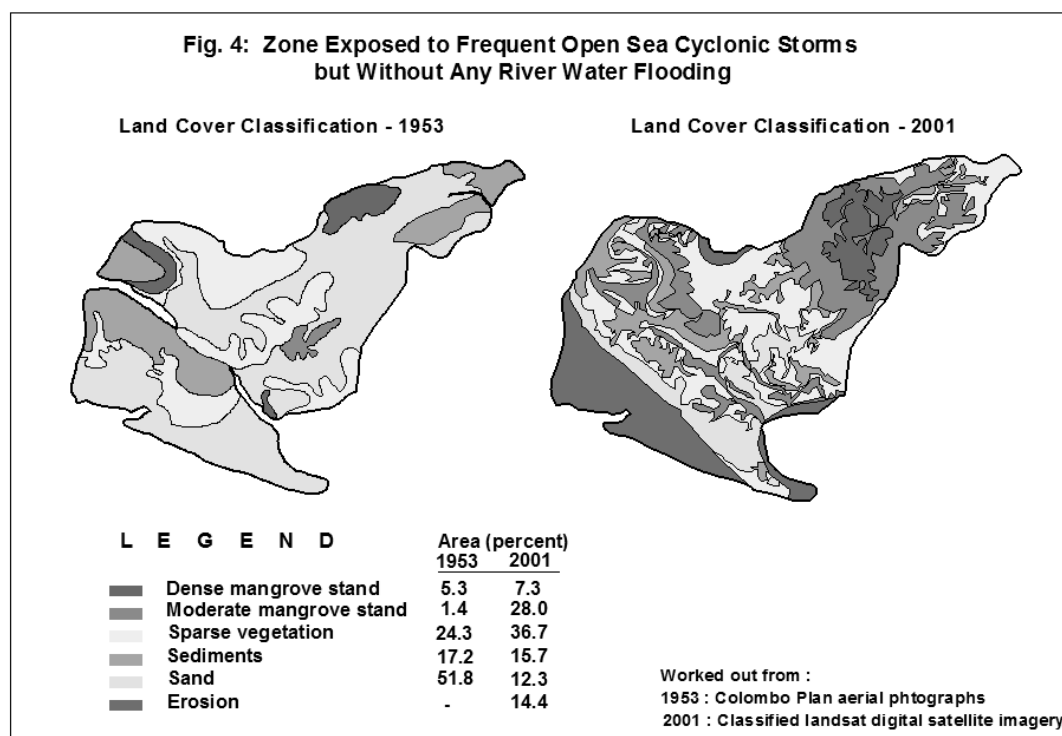 Fig. 4: Zone Exposed to Frequent Open Sea Cyclonic Storms
but Without Any River Water Flooding
Land Cover Classification - 1953
Land Cover Classification - 2001
L E G E N D
Area (percent)
1953 2001
Dense mangrove stand 5.3 7.3
Moderate mangrove stand 1.4 28.0
Sparse vegetation 24.3 36.7
Sediments 17.2 15.7
Sand 51.8 12.3
Erosion - 14.4
Worked out from :
1953 : Colombo Plan aerial phtographs
2001 : Classified landsat digital satellite imagery